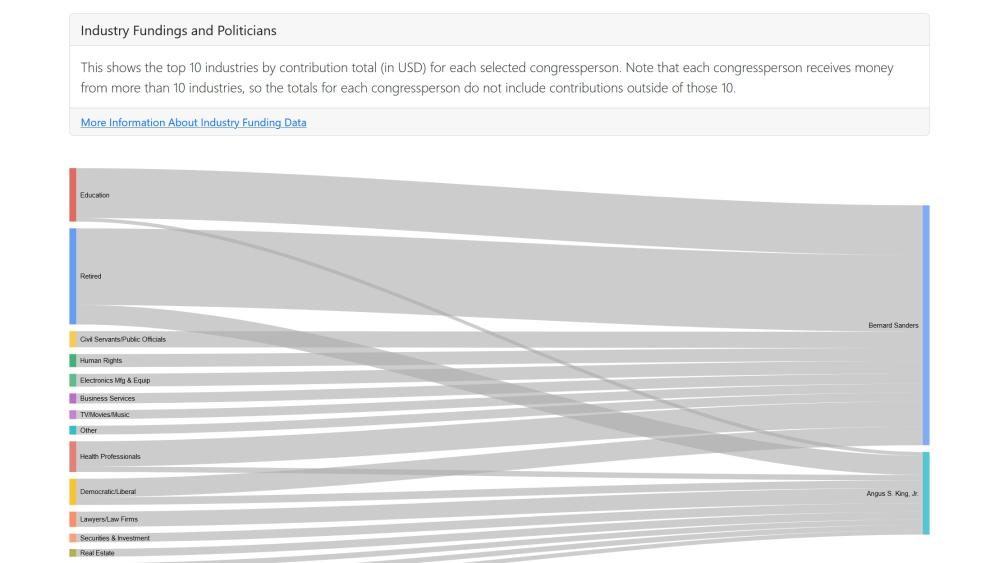 Industry Fundings and Politicians
This shows the top 10 industries by contribution total (in USD) for each selected congressperson. Note that each congressperson receives money
from more than 10 industries, so the totals for each congressperson do not include contributions outside of those 10.
More Information About Industry Funding Data
Education
Retired
Bernard Sanders
Civil Servants/Public Officials
Human Rights
Electronics Mfg & Equip
Business Services
TV/Movies/Music
Other
Health Professionals
Democratic/Liberal
Angus S. King, Jr.
Lawyers/Law Firms
Securities & Investment
Real Estate